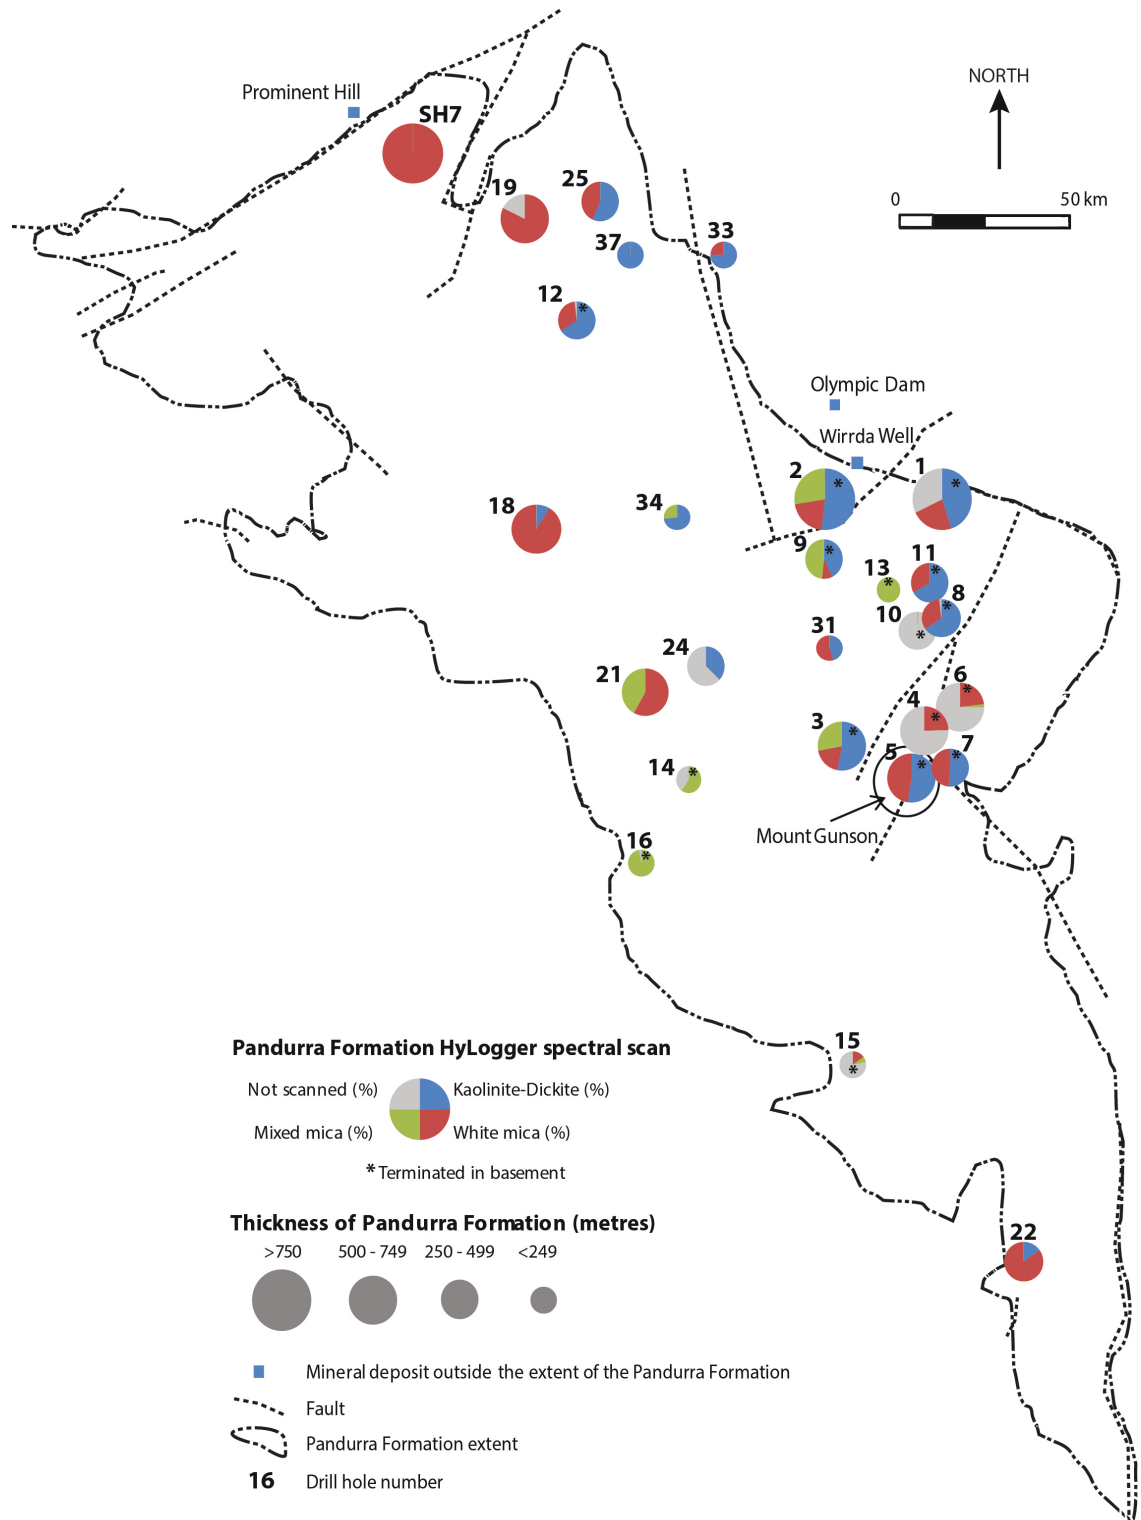 NORTH
Prominent Hill
SH7
0 50 km
19
25
37
33
12
Olympic Dam
Wirrda Well
2
*
1
*
18
34
9
*
13
*
11
*
8
*
10
*
31
24
21
6
*
4
*
3
*
5
*
7
*
14
*
Mount Gunson
16
*
15
*
22
Pandurra Formation HyLogger spectral scan
Not scanned (%) Kaolinite-Dickite (%)
Mixed mica (%) White mica (%)
* Terminated in basement
Thickness of Pandurra Formation (metres)
>750 500 - 749 250 - 499 <249
Mineral deposit outside the extent of the Pandurra Formation
Fault
Pandurra Formation extent
16 Drill hole number